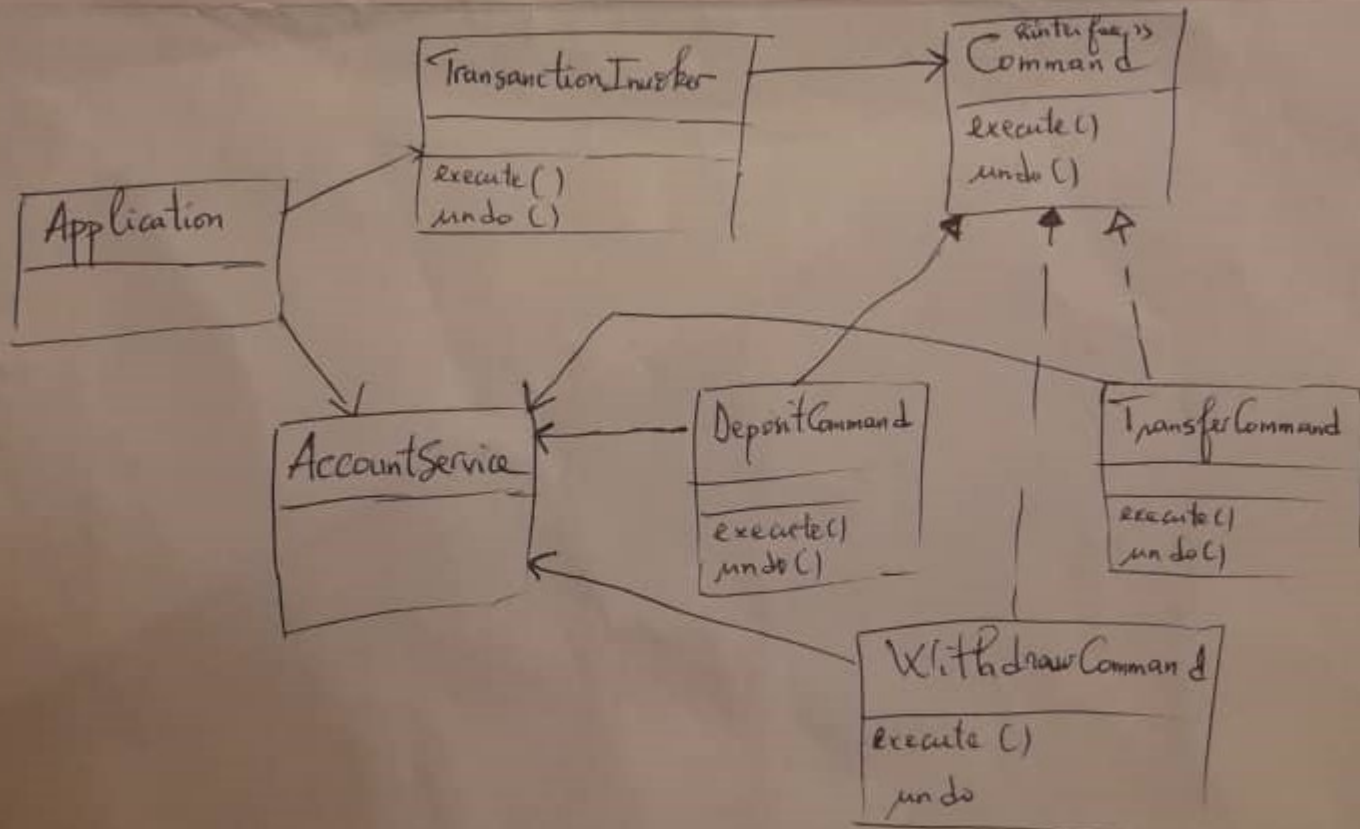 TransanctionInvoker
execute()
undo()
<<interface>>
Command
execute()
undo()
Application
AccountService
DepositCommand
execute()
undo()
TransferCommand
execute()
undo()
WithdrawCommand
execute()
undo